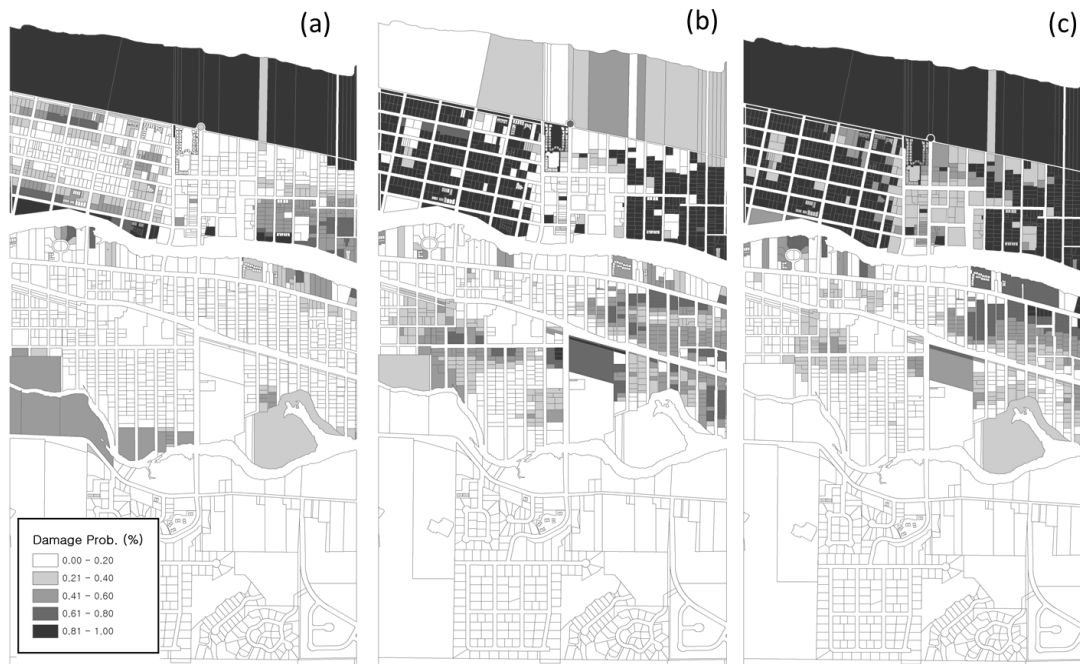 (a)
(b)
(c)
Damage Prob. (%)
0,00 - 0,20
0,21 - 0,40
0,41 - 0,60
0,61 - 0,80
0,81 - 1,00